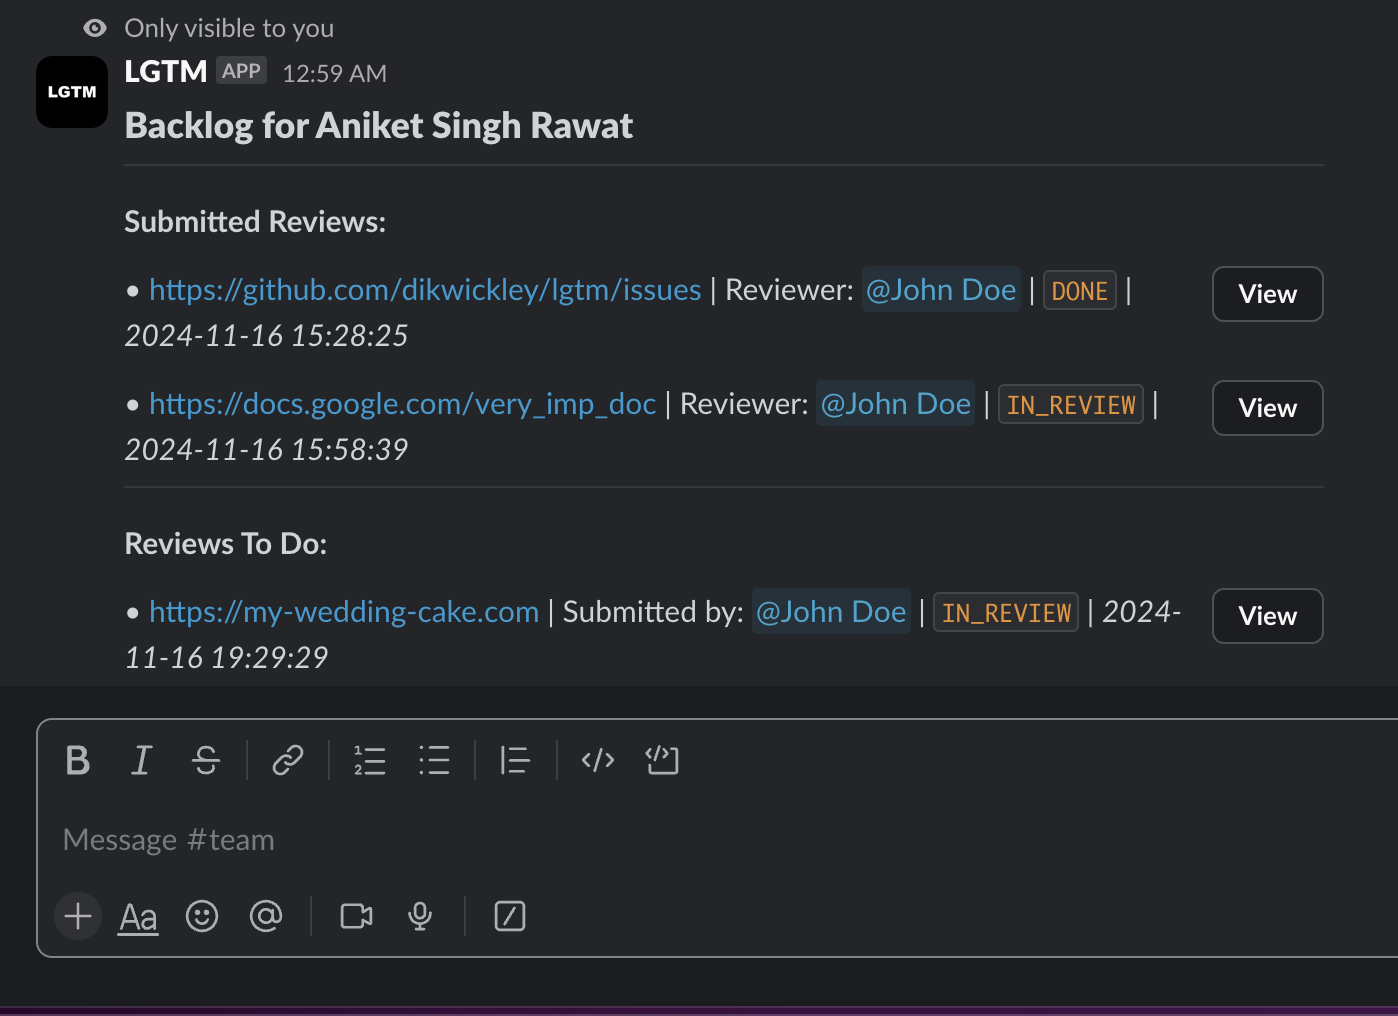 Only visible to you
LGTM
LGTM APP 12:59 AM
Backlog for Aniket Singh Rawat
Submitted Reviews:
• https://github.com/dikwickley/lgtm/issues | Reviewer: @John Doe | DONE |
2024-11-16 15:28:25
View
• https://docs.google.com/very_imp_doc | Reviewer: @John Doe | IN_REVIEW |
2024-11-16 15:58:39
View
Reviews To Do:
• https://my-wedding-cake.com | Submitted by: @John Doe | IN_REVIEW | 2024-
11-16 19:29:29
View
Message #team
Aa